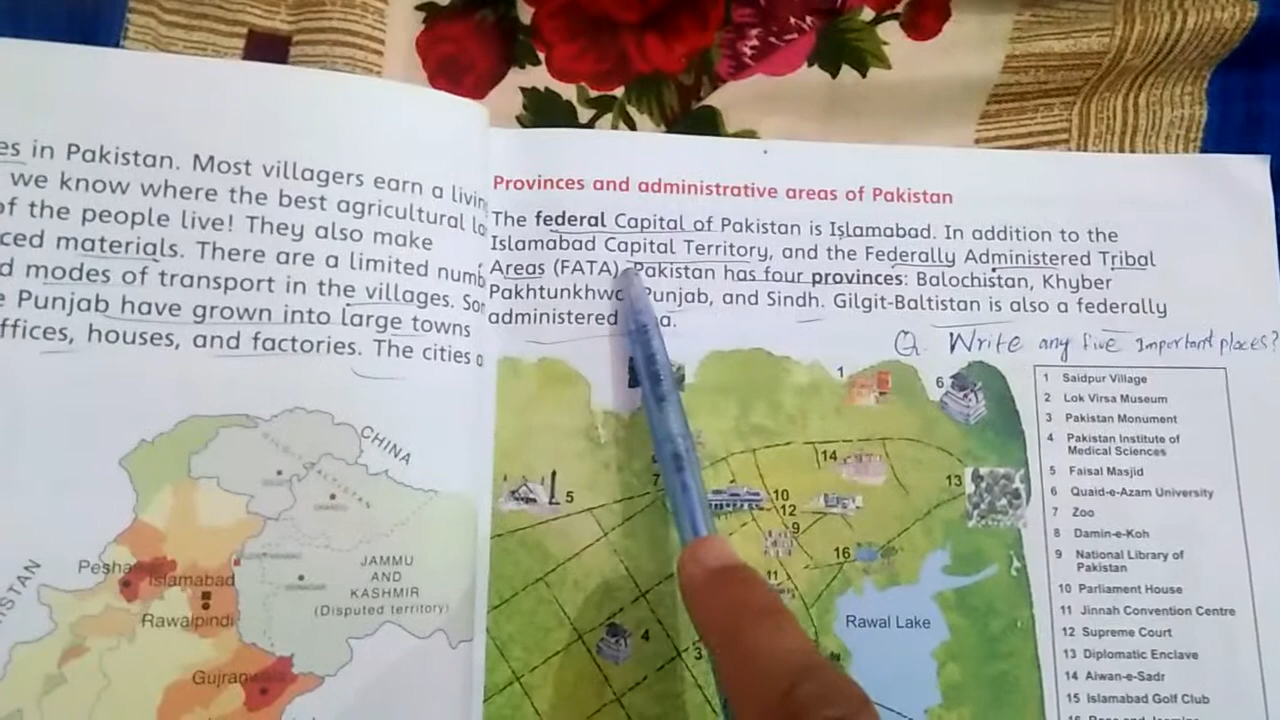 es in Pakistan. Most villagers earn a livin
we know where the best agricultural la
of the people live! They also make
ced materials. There are a limited numb
d modes of transport in the villages. Som
e Punjab have grown into large towns
ffices, houses, and factories. The cities
CHINA
GILGIT-BALTISTAN
JAMMU
AND
KASHMIR
(Disputed territory)
Pesha
Islamabad
Rawalpindi
Gujranwala
Provinces and administrative areas of Pakistan
The federal Capital of Pakistan is Islamabad. In addition to the
Islamabad Capital Territory, and the Federally Administered Tribal
Areas (FATA) Pakistan has four provinces: Balochistan, Khyber
Pakhtunkhwa Punjab, and Sindh. Gilgit-Baltistan is also a federally
administered
Q. Write any five important places?
1
6
14
13
5
7
10
12
9
16
11
4
3
Rawal Lake
1 Saidpur Village
2 Lok Virsa Museum
3 Pakistan Monument
4 Pakistan Institute of
Medical Sciences
5 Faisal Masjid
6 Quaid-e-Azam University
7 Zoo
8 Damin-e-Koh
9 National Library of
Pakistan
10 Parliament House
11 Jinnah Convention Centre
12 Supreme Court
13 Diplomatic Enclave
14 Aiwan-e-Sadr
15 Islamabad Golf Club